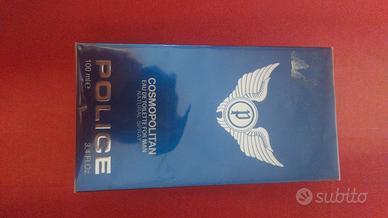 COSMOPOLITAN
EAU DE TOILETTE FOR MAN
NATURAL SPRAY
P
POLICE
100 ml e
3.4 Fl.Oz.
subito